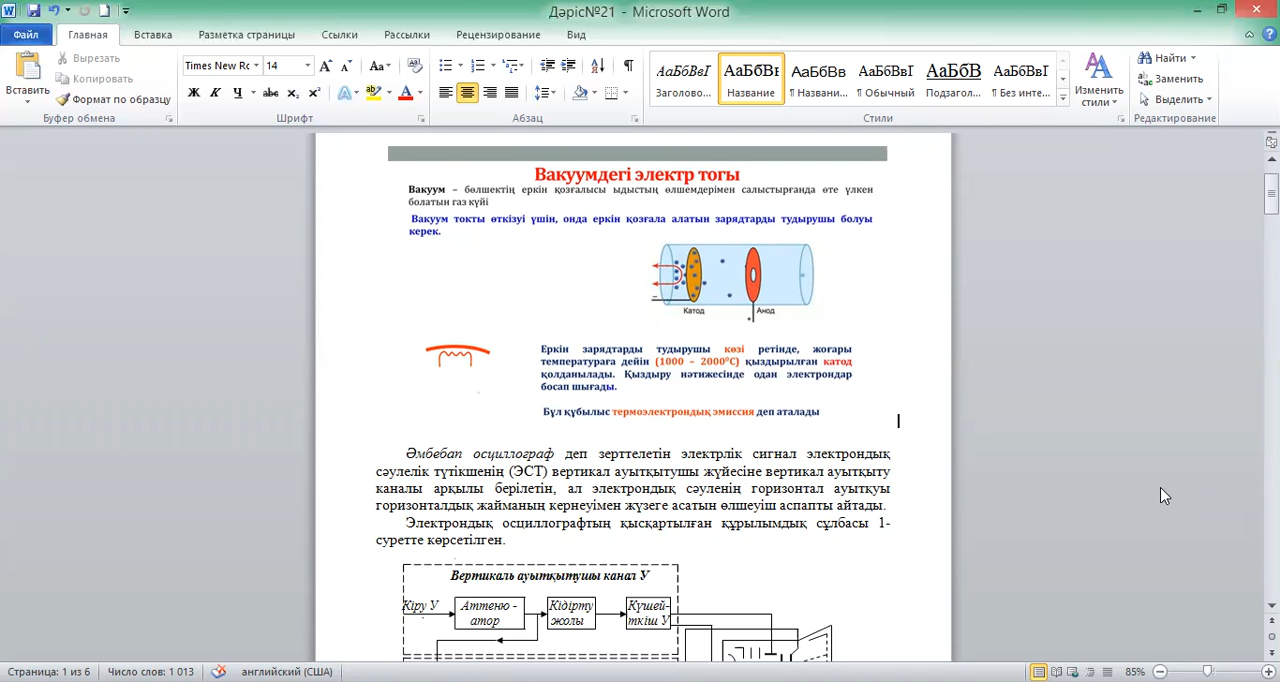 Дәріс№21 - Microsoft Word
Файл Главная Вставка Разметка страницы Ссылки Рассылки Рецензирование Вид
Вставить
Вырезать
Копировать
Формат по образцу
Буфер обмена
Times New Rc 14
Шрифт
Абзац
АаБбВвІ АаБбВв АаБбВв АаБбВвІ АаБбВ АаБбВвІ
Заголово... Название ¶ Названи... ¶ Обычный Подзагол... ¶ Без инте...
Стили
Изменить стили
Найти
Заменить
Выделить
Редактирование
Вакуумдегі электр тогы
Вакуум – бөлшектің еркін қозғалысы ыдыстың өлшемдерімен салыстырғанда өте үлкен
болатын газ күйі
Вакуум токты өткізуі үшін, онда еркін қозғала алатын зарядтарды тудырушы болуы
керек.
Катод Анод
Еркін зарядтарды тудырушы көзі ретінде, жоғары
температураға дейін (1000 – 2000⁰С) қыздырылған катод
қолданылады. Қыздыру нәтижесінде одан электрондар
босап шығады.
Бұл құбылыс термоэлектрондық эмиссия деп аталады
Әмбебап осциллограф деп зерттелетін электрлік сигнал электрондық
сәулелік түтікшенің (ЭСТ) вертикал ауытқытушы жүйесіне вертикал ауытқыту
каналы арқылы берілетін, ал электрондық сәуленің горизонтал ауытқуы
горизонталдық жайманың кернеуімен жүзеге асатын өлшеуіш аспапты айтады.
Электрондық осциллографтың қысқартылған құрылымдық сұлбасы 1-
суретте көрсетілген.
Вертикаль ауытқытушы канал У
Кіру У
Аттеню -
атор
Кідірту
жолы
Күшей-
ткіш У
Страница: 1 из 6 Число слов: 1 013 английский (США) 85%